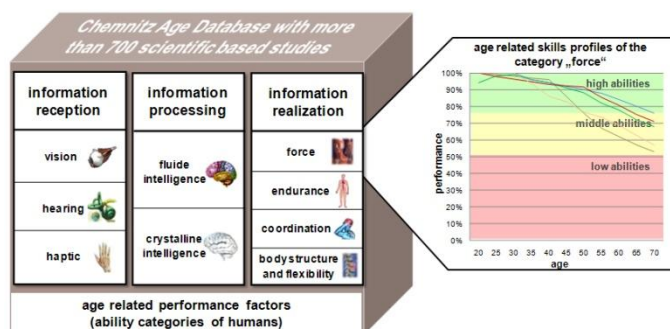 Chemnitz Age Database with more
than 700 scientific based studies
information
reception
vision
hearing
haptic
information
processing
fluide
intelligence
crystalline
intelligence
information
realization
force
endurance
coordination
body structure
and flexibility
age related performance factors
(ability categories of humans)
age related skills profiles of the
category „force“
performance
100%
90%
80%
70%
60%
50%
40%
30%
20%
10%
0%
high abilities
middle abilities
low abilities
20 25 30 35 40 45 50 55 60 65 70
age